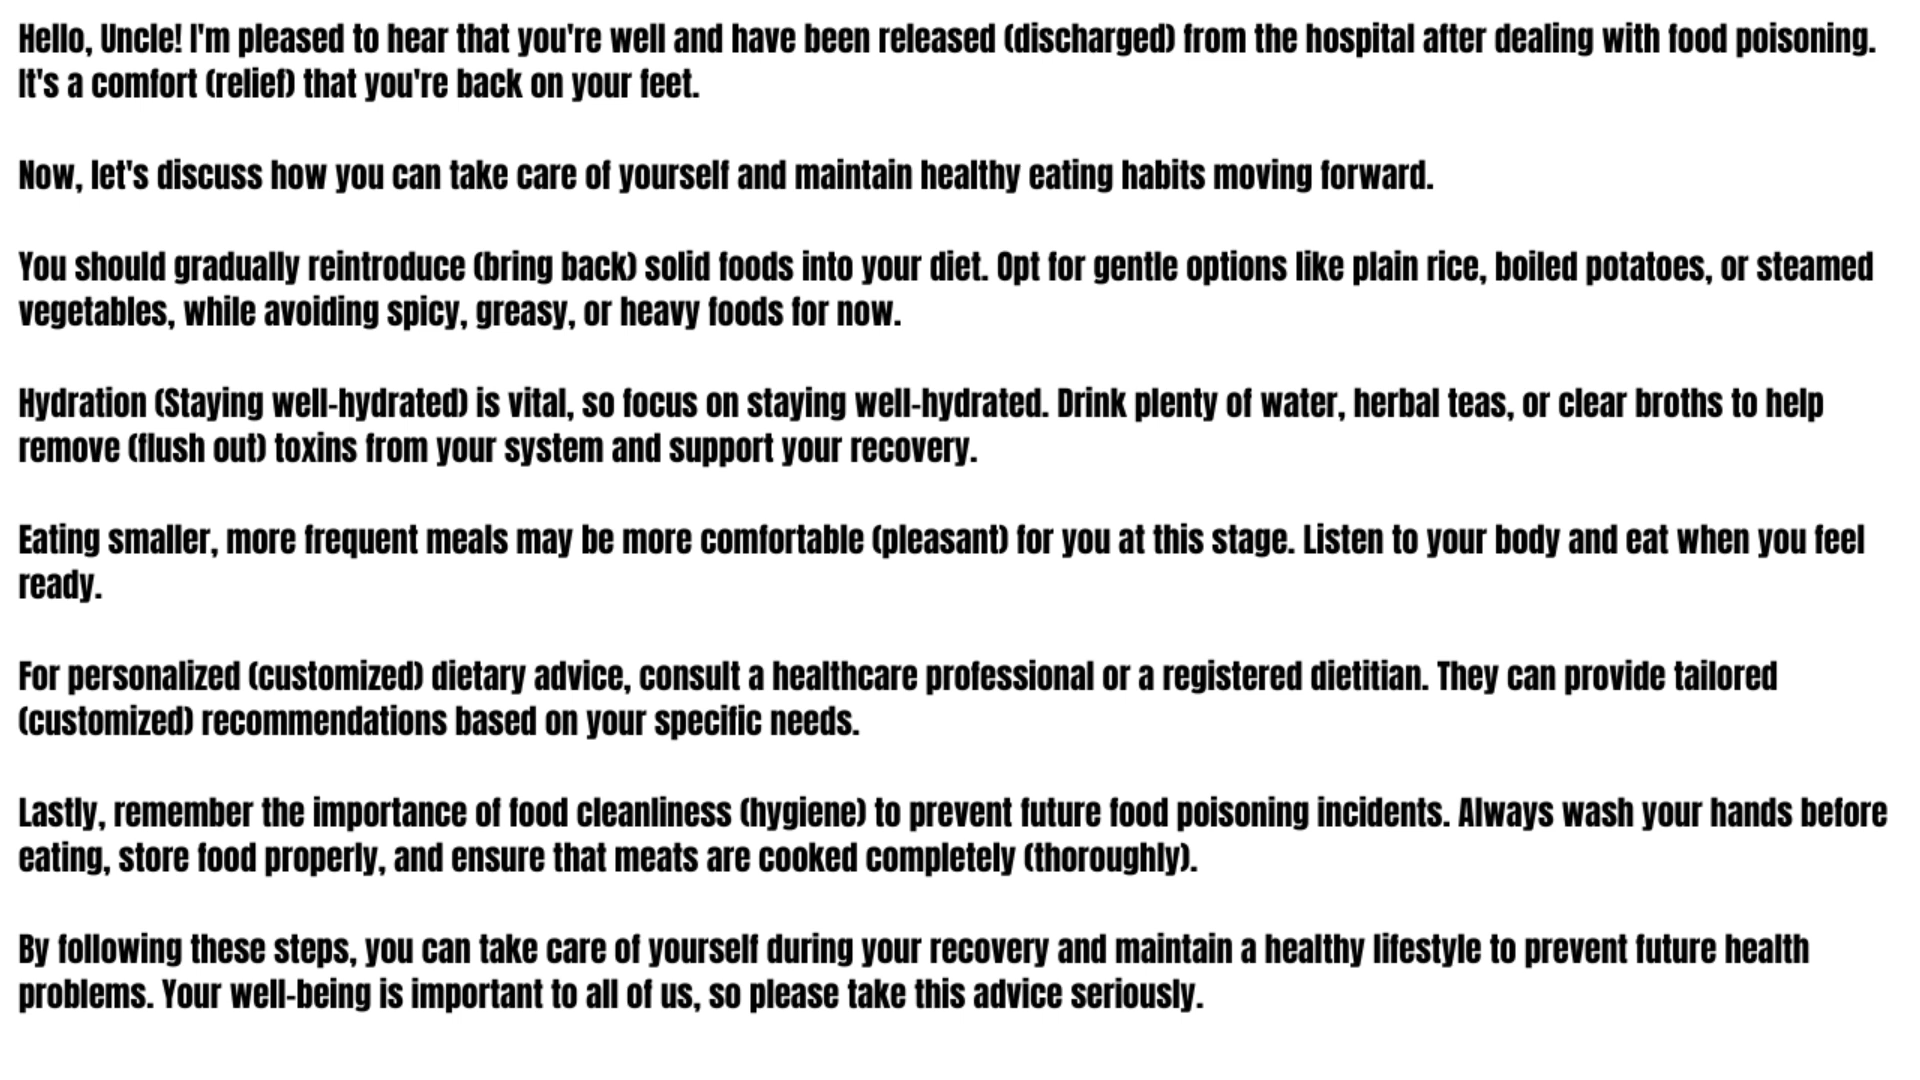 Hello, Uncle! I'm pleased to hear that you're well and have been released (discharged) from the hospital after dealing with food poisoning.
It's a comfort (relief) that you're back on your feet.
Now, let's discuss how you can take care of yourself and maintain healthy eating habits moving forward.
You should gradually reintroduce (bring back) solid foods into your diet. Opt for gentle options like plain rice, boiled potatoes, or steamed
vegetables, while avoiding spicy, greasy, or heavy foods for now.
Hydration (Staying well-hydrated) is vital, so focus on staying well-hydrated. Drink plenty of water, herbal teas, or clear broths to help
remove (flush out) toxins from your system and support your recovery.
Eating smaller, more frequent meals may be more comfortable (pleasant) for you at this stage. Listen to your body and eat when you feel
ready.
For personalized (customized) dietary advice, consult a healthcare professional or a registered dietitian. They can provide tailored
(customized) recommendations based on your specific needs.
Lastly, remember the importance of food cleanliness (hygiene) to prevent future food poisoning incidents. Always wash your hands before
eating, store food properly, and ensure that meats are cooked completely (thoroughly).
By following these steps, you can take care of yourself during your recovery and maintain a healthy lifestyle to prevent future health
problems. Your well-being is important to all of us, so please take this advice seriously.